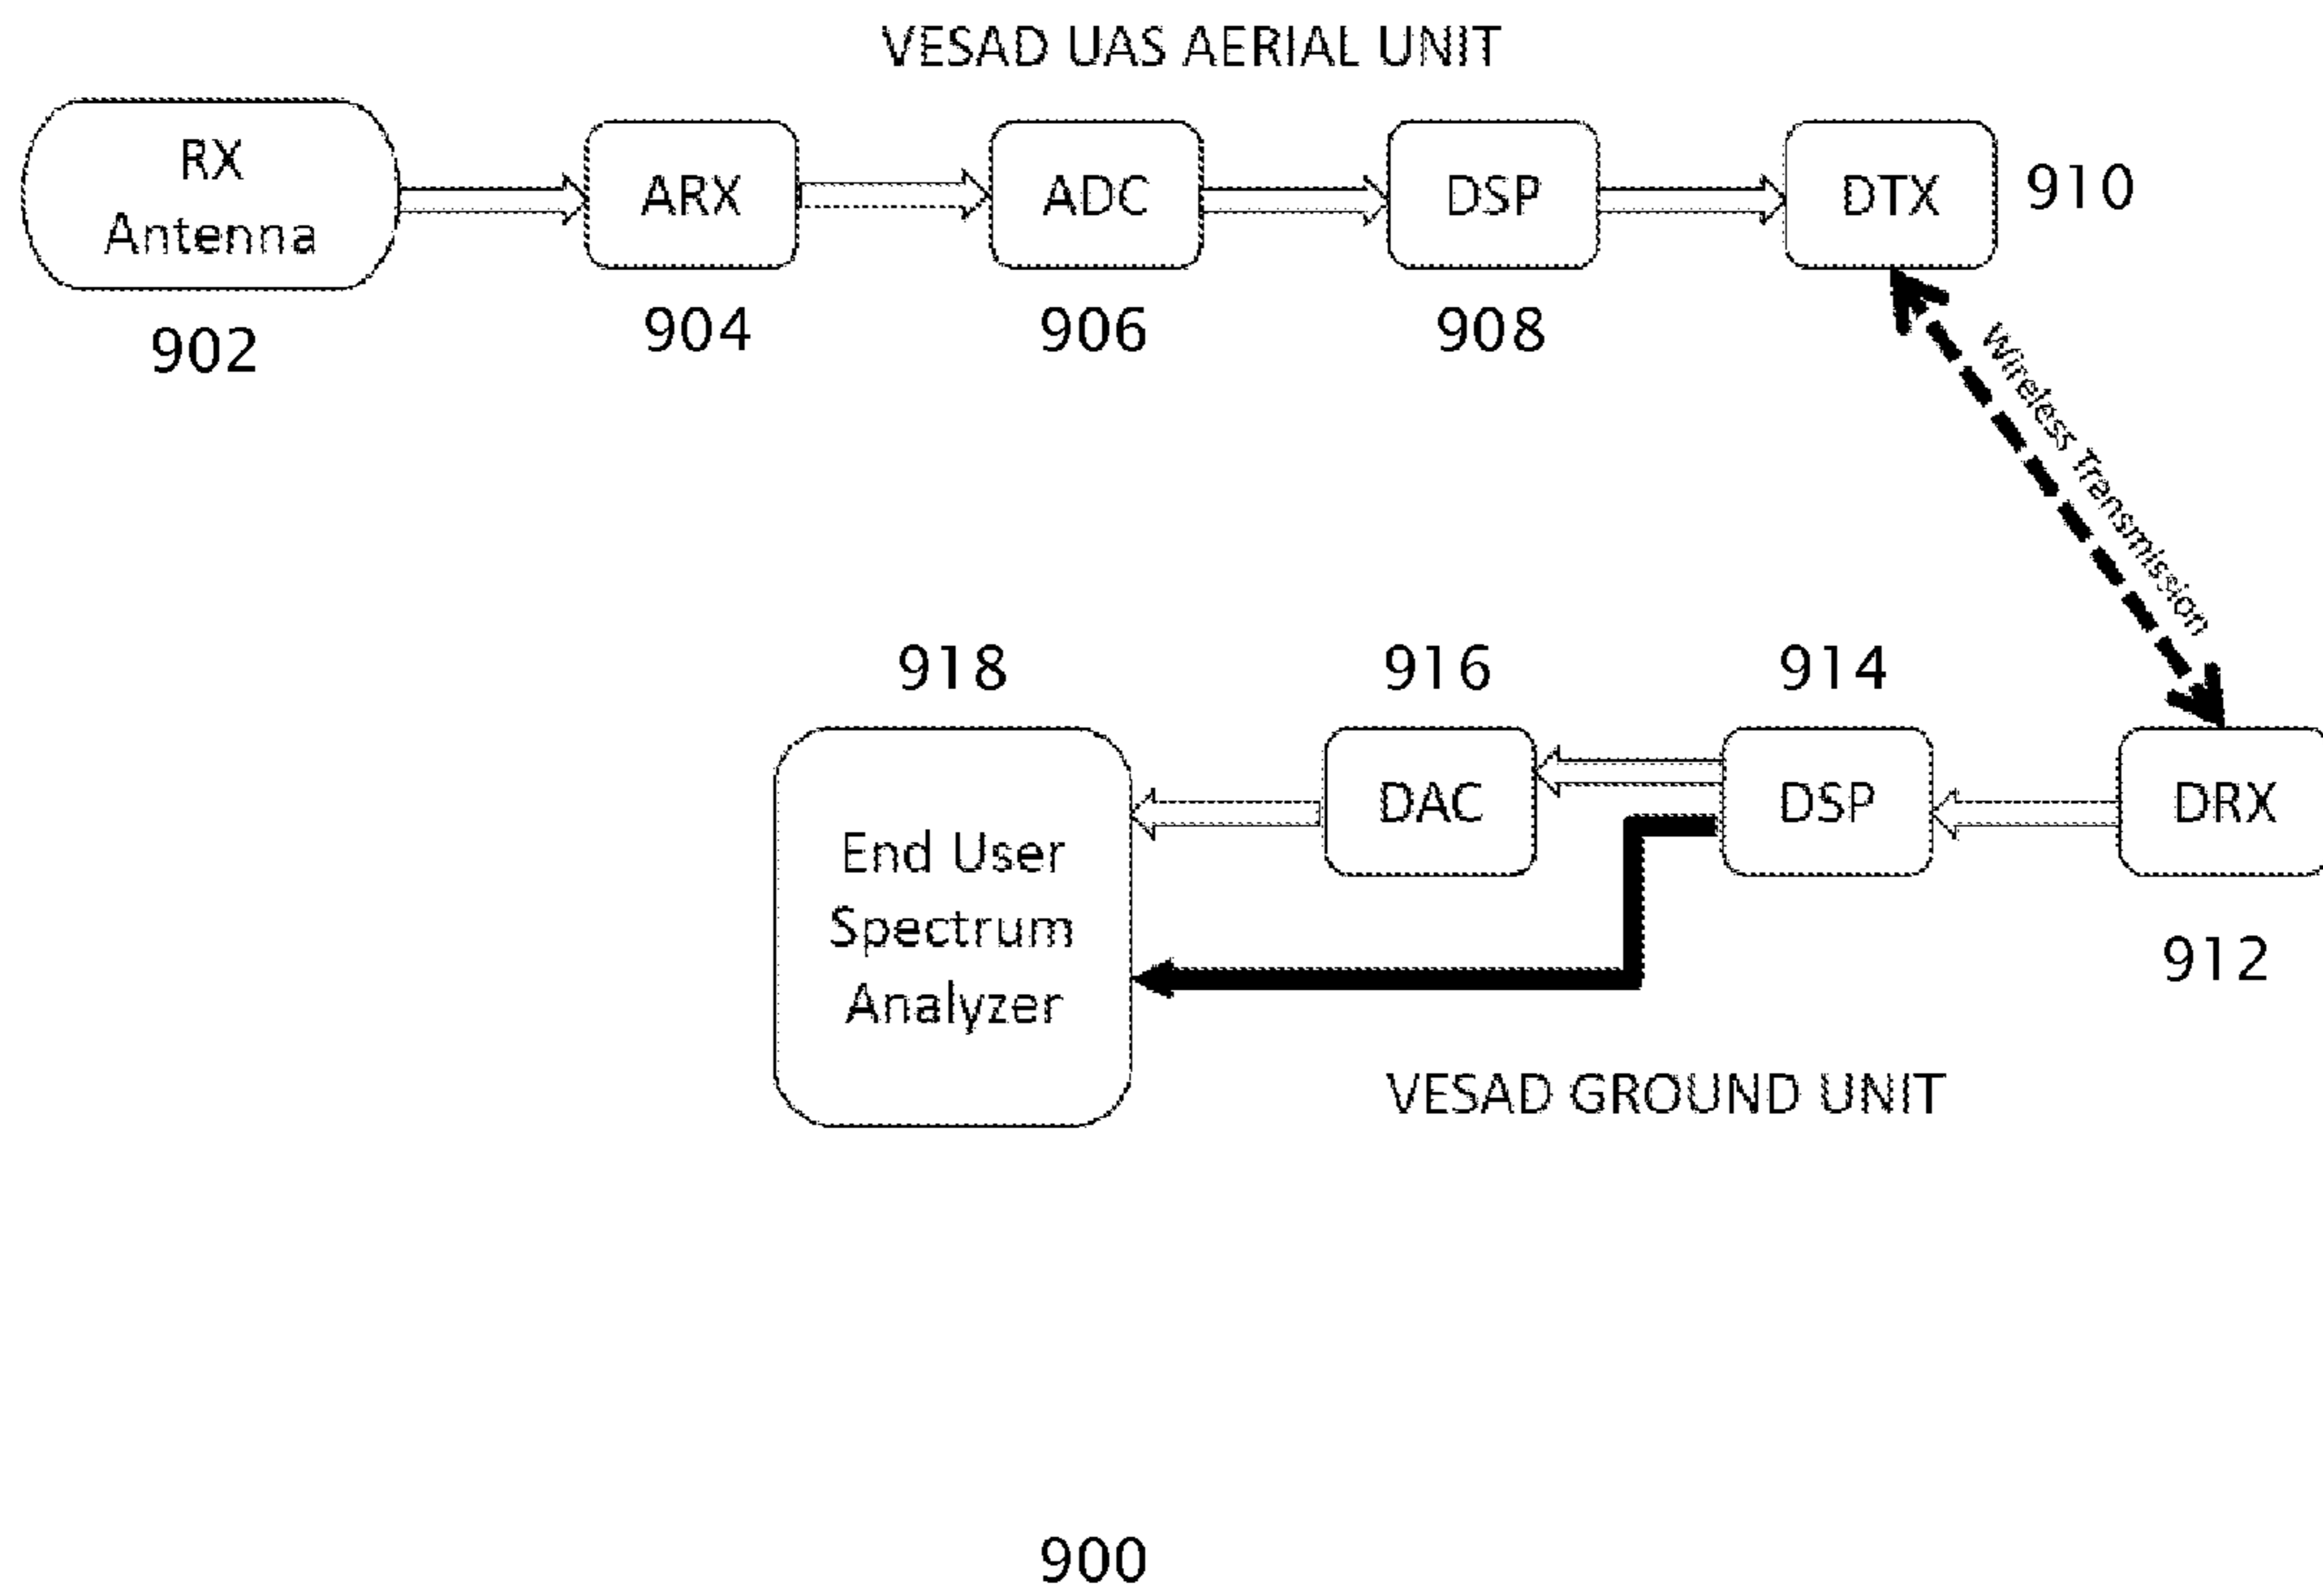 VESAD UAS AERIAL UNIT
RX
Antenna
ARX
ADC
DSP
DTX
910
902
904
906
908
Wireless Transmission
918
916
914
End User
Spectrum
Analyzer
DAC
DSP
DRX
912
VESAD GROUND UNIT
900